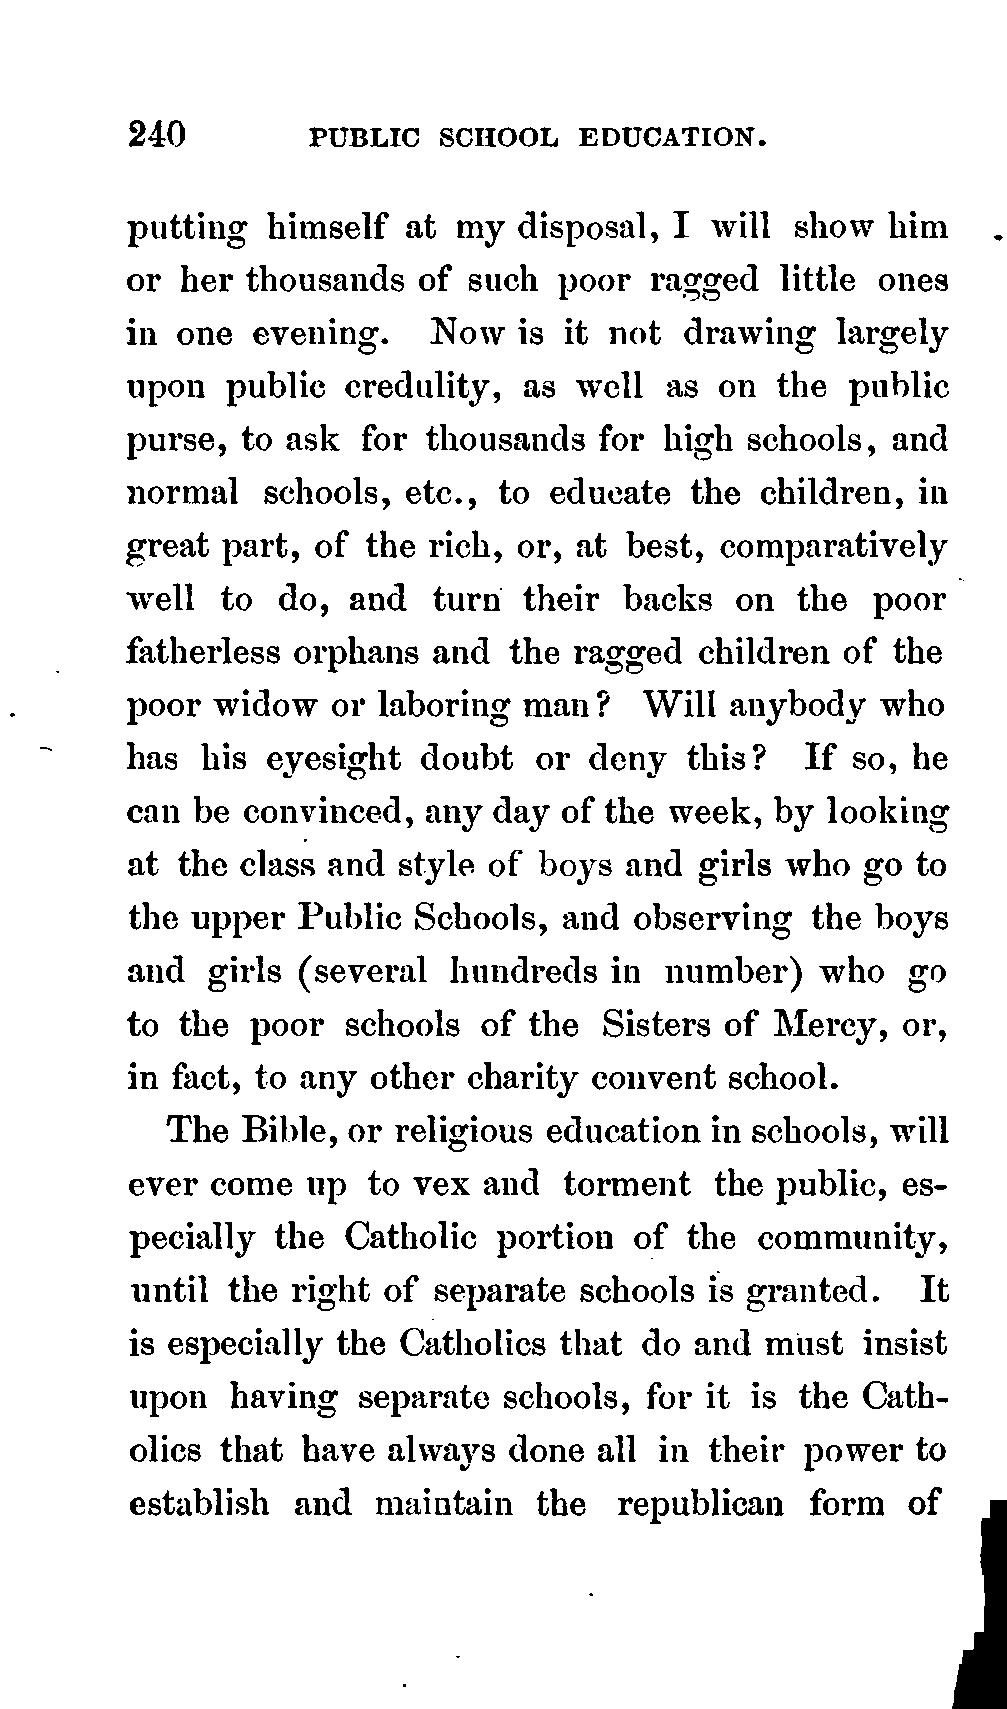 240 PUBLIC SCHOOL EDUCATION.
putting himself at my disposal, I will show him
or her thousands of such poor ragged little ones
in one evening. Now is it not drawing largely
upon public credulity, as well as on the public
purse, to ask for thousands for high schools, and
normal schools, etc., to educate the children, in
great part, of the rich, or, at best, comparatively
well to do, and turn their backs on the poor
fatherless orphans and the ragged children of the
poor widow or laboring man? Will anybody who
has his eyesight doubt or deny this? If so, he
can be convinced, any day of the week, by looking
at the class and style of boys and girls who go to
the upper Public Schools, and observing the boys
and girls (several hundreds in number) who go
to the poor schools of the Sisters of Mercy, or,
in fact, to any other charity convent school.
The Bible, or religious education in schools, will
ever come up to vex and torment the public, es-
pecially the Catholic portion of the community,
until the right of separate schools is granted. It
is especially the Catholics that do and must insist
upon having separate schools, for it is the Cath-
olics that have always done all in their power to
establish and maintain the republican form of